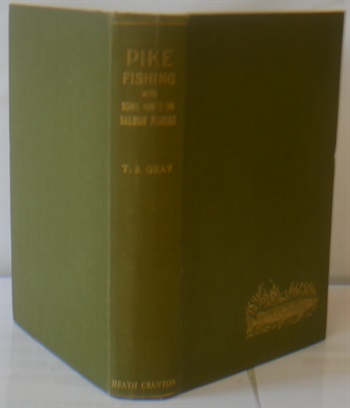 PIKE
FISHING
WITH
SOME HINTS ON
SALMON FISHING
T. S. GRAY
HEATH CRANTON